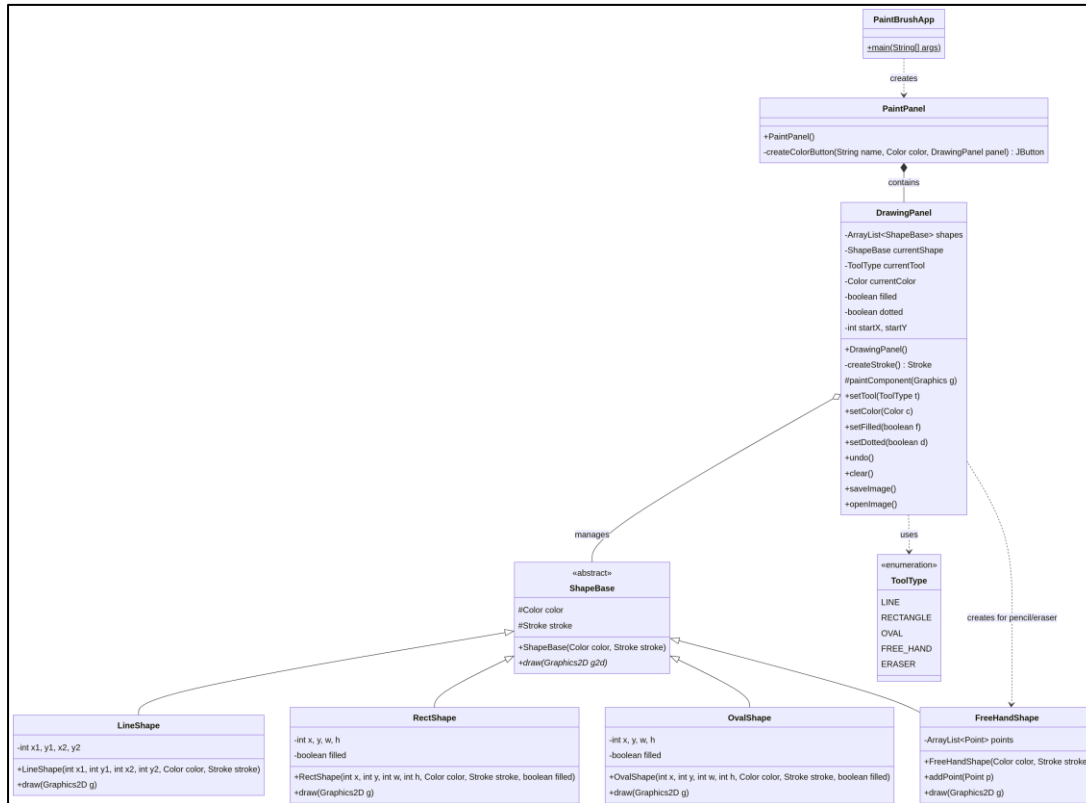 PaintBrushApp
+main(String[] args)
creates
PaintPanel
+PaintPanel()
-createColorButton(String name, Color color, DrawingPanel panel) : JButton
contains
DrawingPanel
-ArrayList<ShapeBase> shapes
-ShapeBase currentShape
-ToolType currentTool
-Color currentColor
-boolean filled
-boolean dotted
-int startX, startY
+DrawingPanel()
-createStroke() : Stroke
#paintComponent(Graphics g)
+setTool(ToolType t)
+setColor(Color c)
+setFilled(boolean f)
+setDotted(boolean d)
+undo()
+clear()
+saveImage()
+openImage()
manages
uses
creates for pencil/eraser
«abstract»
ShapeBase
#Color color
#Stroke stroke
+ShapeBase(Color color, Stroke stroke)
+draw(Graphics2D g2d)
«enumeration»
ToolType
LINE
RECTANGLE
OVAL
FREE_HAND
ERASER
LineShape
-int x1, y1, x2, y2
+LineShape(int x1, int y1, int x2, int y2, Color color, Stroke stroke)
+draw(Graphics2D g)
RectShape
-int x, y, w, h
-boolean filled
+RectShape(int x, int y, int w, int h, Color color, Stroke stroke, boolean filled)
+draw(Graphics2D g)
OvalShape
-int x, y, w, h
-boolean filled
+OvalShape(int x, int y, int w, int h, Color color, Stroke stroke, boolean filled)
+draw(Graphics2D g)
FreeHandShape
-ArrayList<Point> points
+FreeHandShape(Color color, Stroke stroke
+addPoint(Point p)
+draw(Graphics2D g)